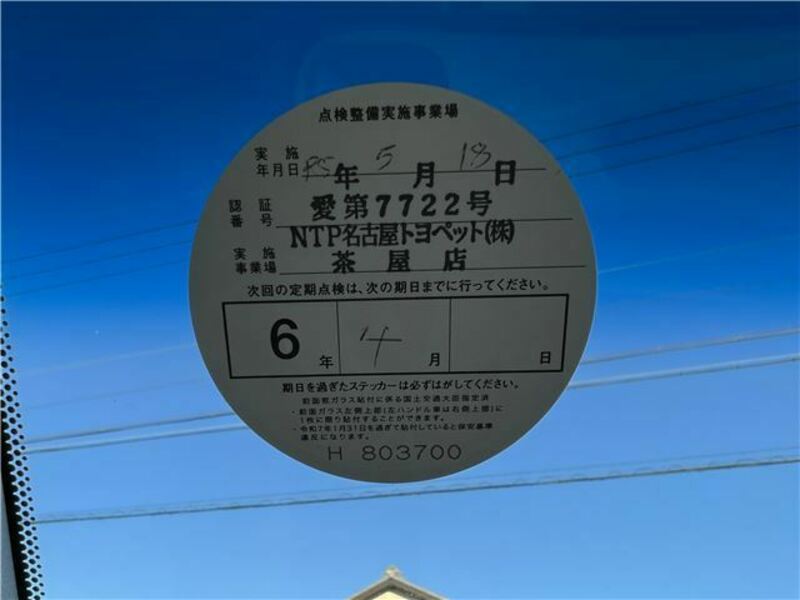 点検整備実施事業場
実施年月日 R5年 5月 18日
認証番号 愛第7722号
NTP名古屋トヨペット(株)
実施事業場 茶屋店
次回の定期点検は、次の期日までに行ってください。
6年 4月 日
期日を過ぎたステッカーは必ずはがしてください。
前面ガラス貼付に係る国土交通大臣指定済
・前面ガラス左側上部(左ハンドル車は右側上部)に
1枚に限り貼付することができます。
・令和7年1月31日を過ぎて貼付していると保安基準
違反になります。
H 803700